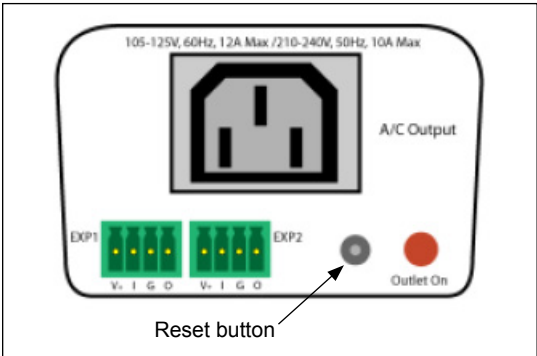 105-125V, 60Hz, 12A Max /210-240V, 50Hz, 10A Max
A/C Output
EXP1
EXP2
V+ I G O
V+ I G O
Outlet On
Reset button